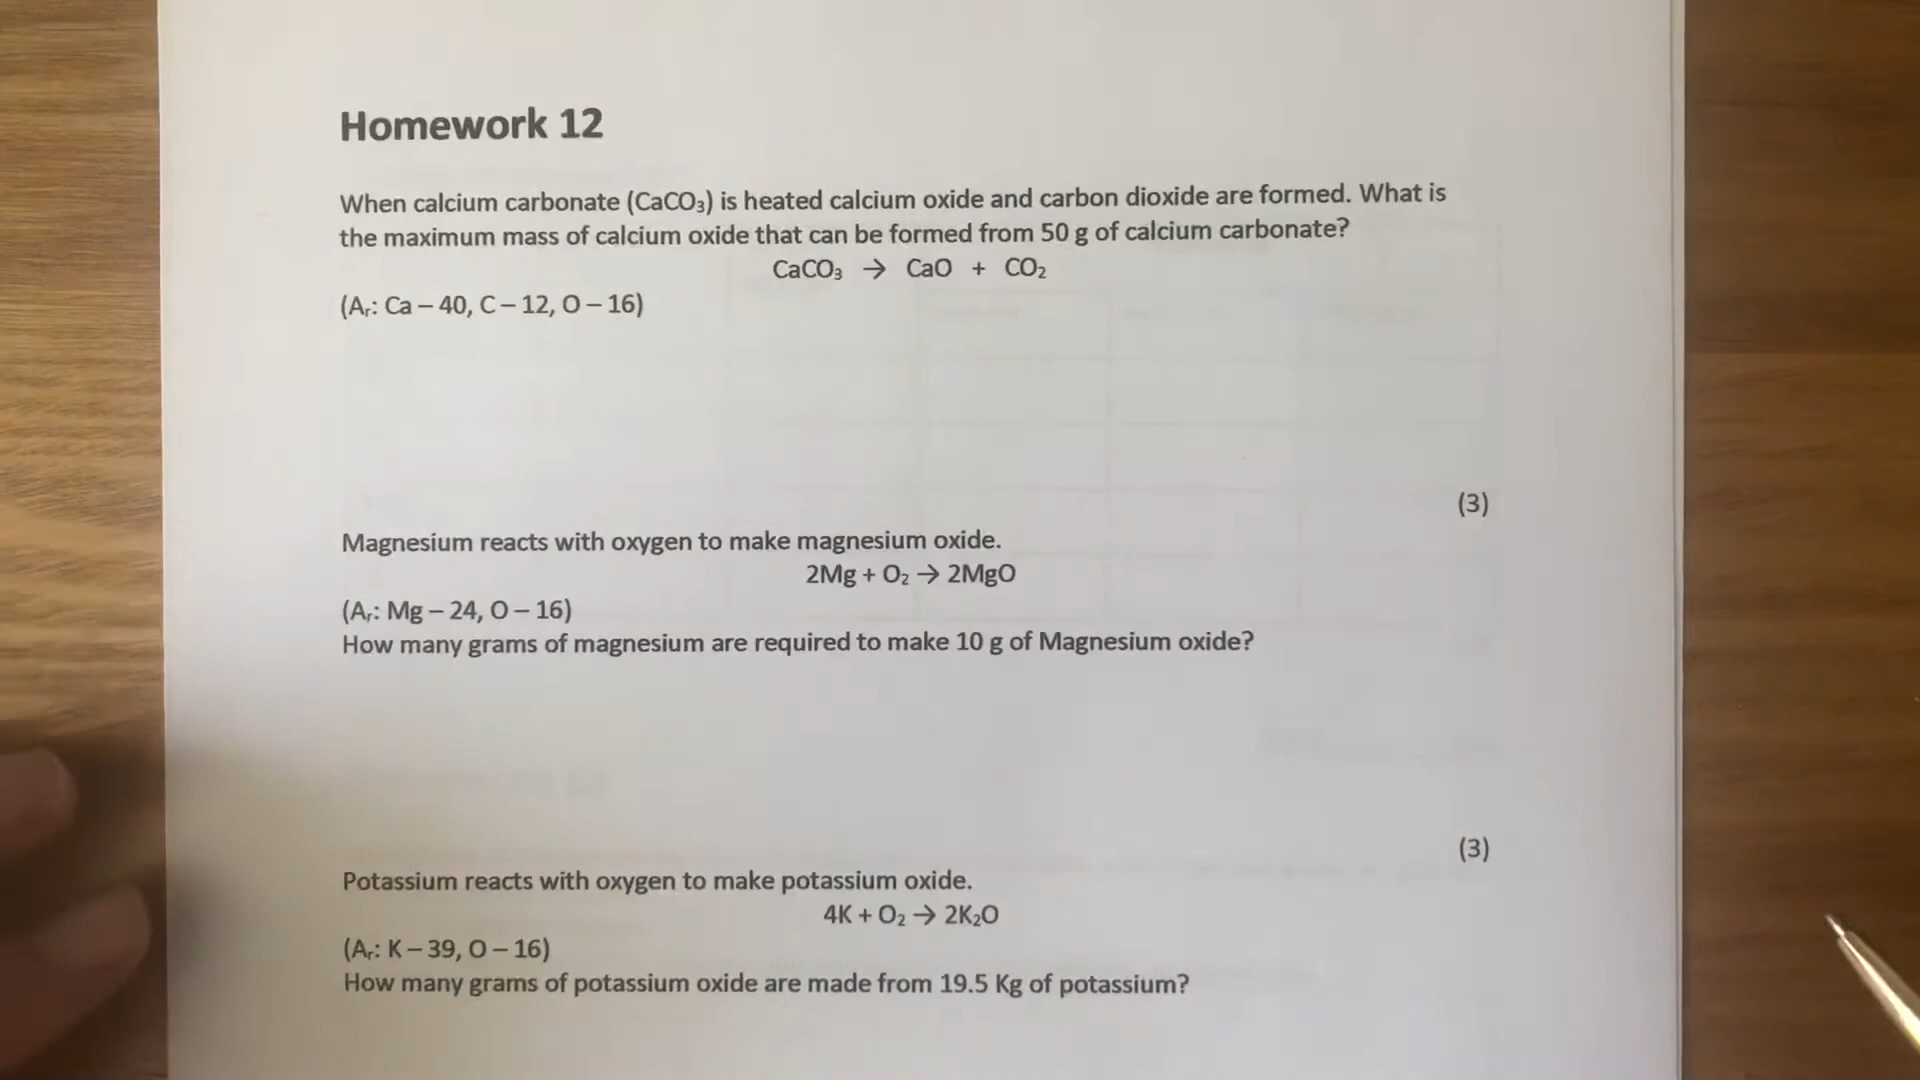 Homework 12
When calcium carbonate (CaCO₃) is heated calcium oxide and carbon dioxide are formed. What is
the maximum mass of calcium oxide that can be formed from 50 g of calcium carbonate?
CaCO₃ → CaO + CO₂
(Aᵣ: Ca – 40, C – 12, O – 16)
(3)
Magnesium reacts with oxygen to make magnesium oxide.
2Mg + O₂ → 2MgO
(Aᵣ: Mg – 24, O – 16)
How many grams of magnesium are required to make 10 g of Magnesium oxide?
(3)
Potassium reacts with oxygen to make potassium oxide.
4K + O₂ → 2K₂O
(Aᵣ: K – 39, O – 16)
How many grams of potassium oxide are made from 19.5 Kg of potassium?